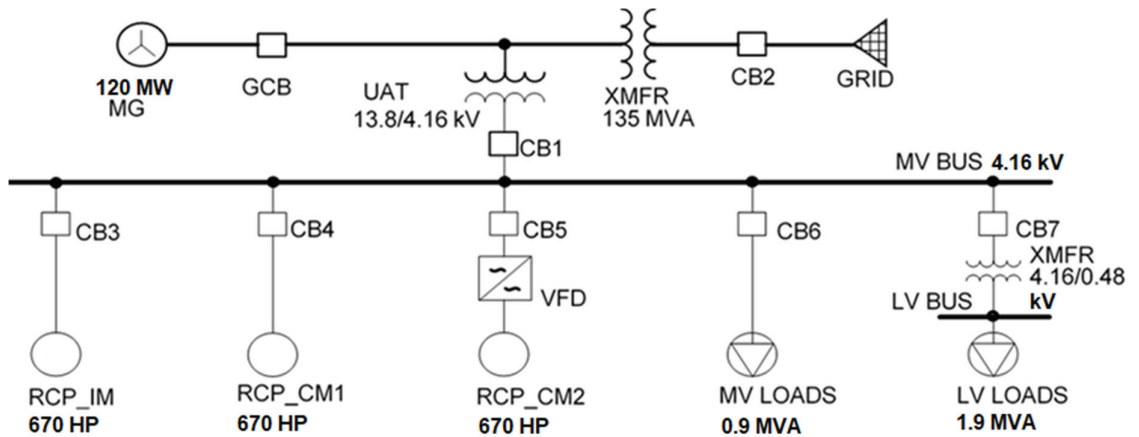 120 MW
MG
GCB
UAT
13.8/4.16 kV
XMFR
135 MVA
CB2
GRID
CB1
MV BUS 4.16 kV
CB3
CB4
CB5
CB6
CB7
VFD
XMFR
4.16/0.48
kV
LV BUS
RCP_IM
670 HP
RCP_CM1
670 HP
RCP_CM2
670 HP
MV LOADS
0.9 MVA
LV LOADS
1.9 MVA